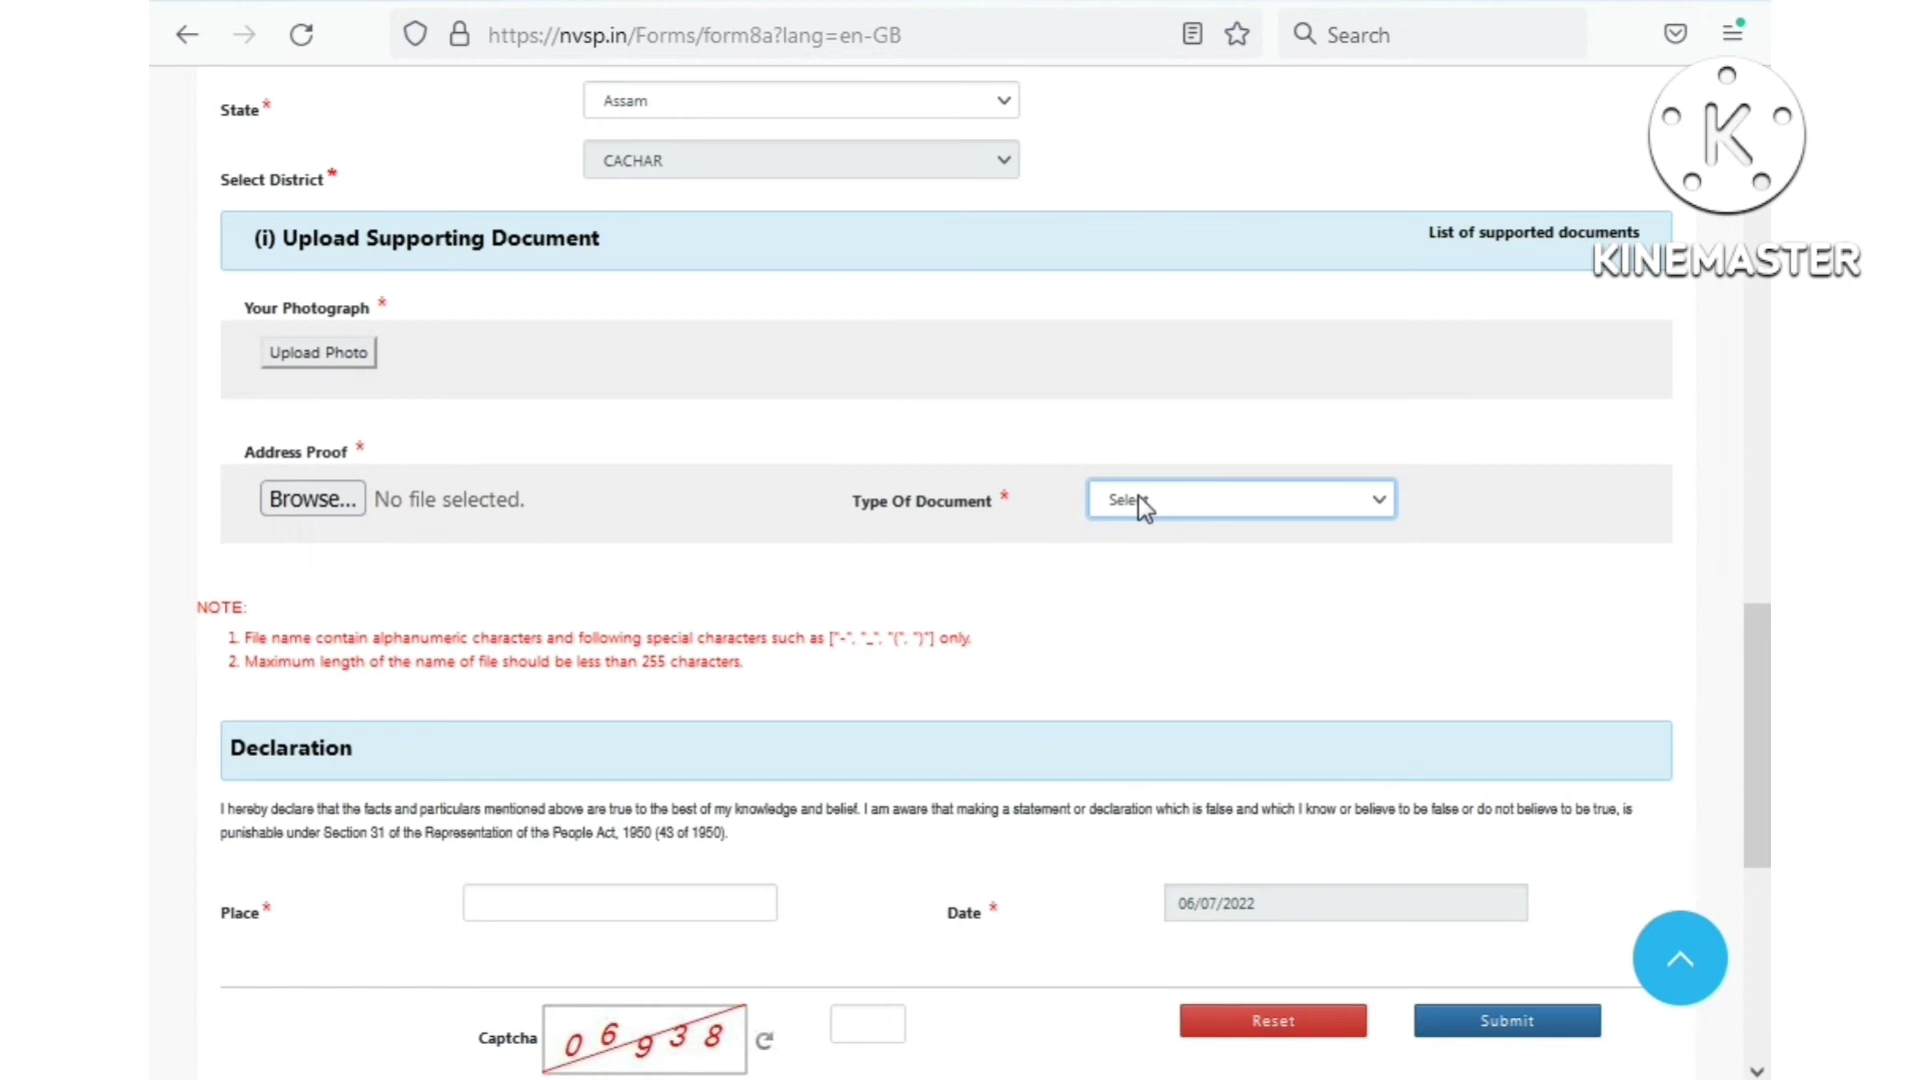 https://nvsp.in/Forms/form8a?lang=en-GB
Search
State*
Assam
Select District*
CACHAR
(i) Upload Supporting Document
List of supported documents
K
KINEMASTER
Your Photograph *
Upload Photo
Address Proof *
Browse... No file selected.
Type Of Document *
Select
NOTE:
1. File name contain alphanumeric characters and following special characters such as ["-", "_", "(", ")"] only.
2. Maximum length of the name of file should be less than 255 characters.
Declaration
I hereby declare that the facts and particulars mentioned above are true to the best of my knowledge and belief. I am aware that making a statement or declaration which is false and which I know or believe to be false or do not believe to be true, is
punishable under Section 31 of the Representation of the People Act, 1950 (43 of 1950).
Place*
Date *
06/07/2022
Captcha
06938
Reset
Submit